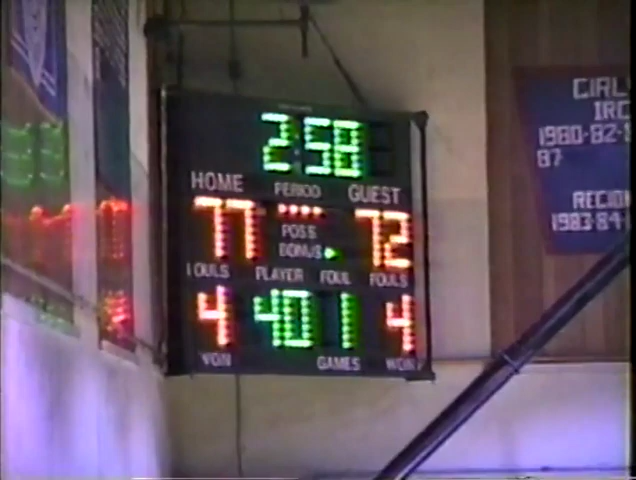 2:58
HOME PERIOD GUEST
77 72
POSS
BONUS
FOULS PLAYER FOUL FOULS
4 40 1 4
WON GAMES WON
1980-82-
87
REGION
1983-84-